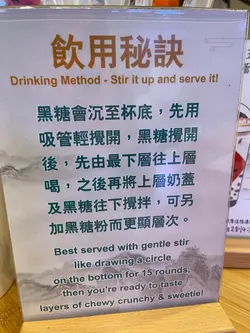 飲用秘訣
Drinking Method - Stir it up and serve it!
黑糖會沉至杯底，先用
吸管輕攪開，黑糖攪開
後，先由最下層往上層
喝，之後再將上層奶蓋
及黑糖往下攪拌，可另
加黑糖粉而更顯層次。
Best served with gentle stir
like drawing a circle
on the bottom for 15 rounds,
then you're ready to taste
layers of chewy crunchy & sweetie!